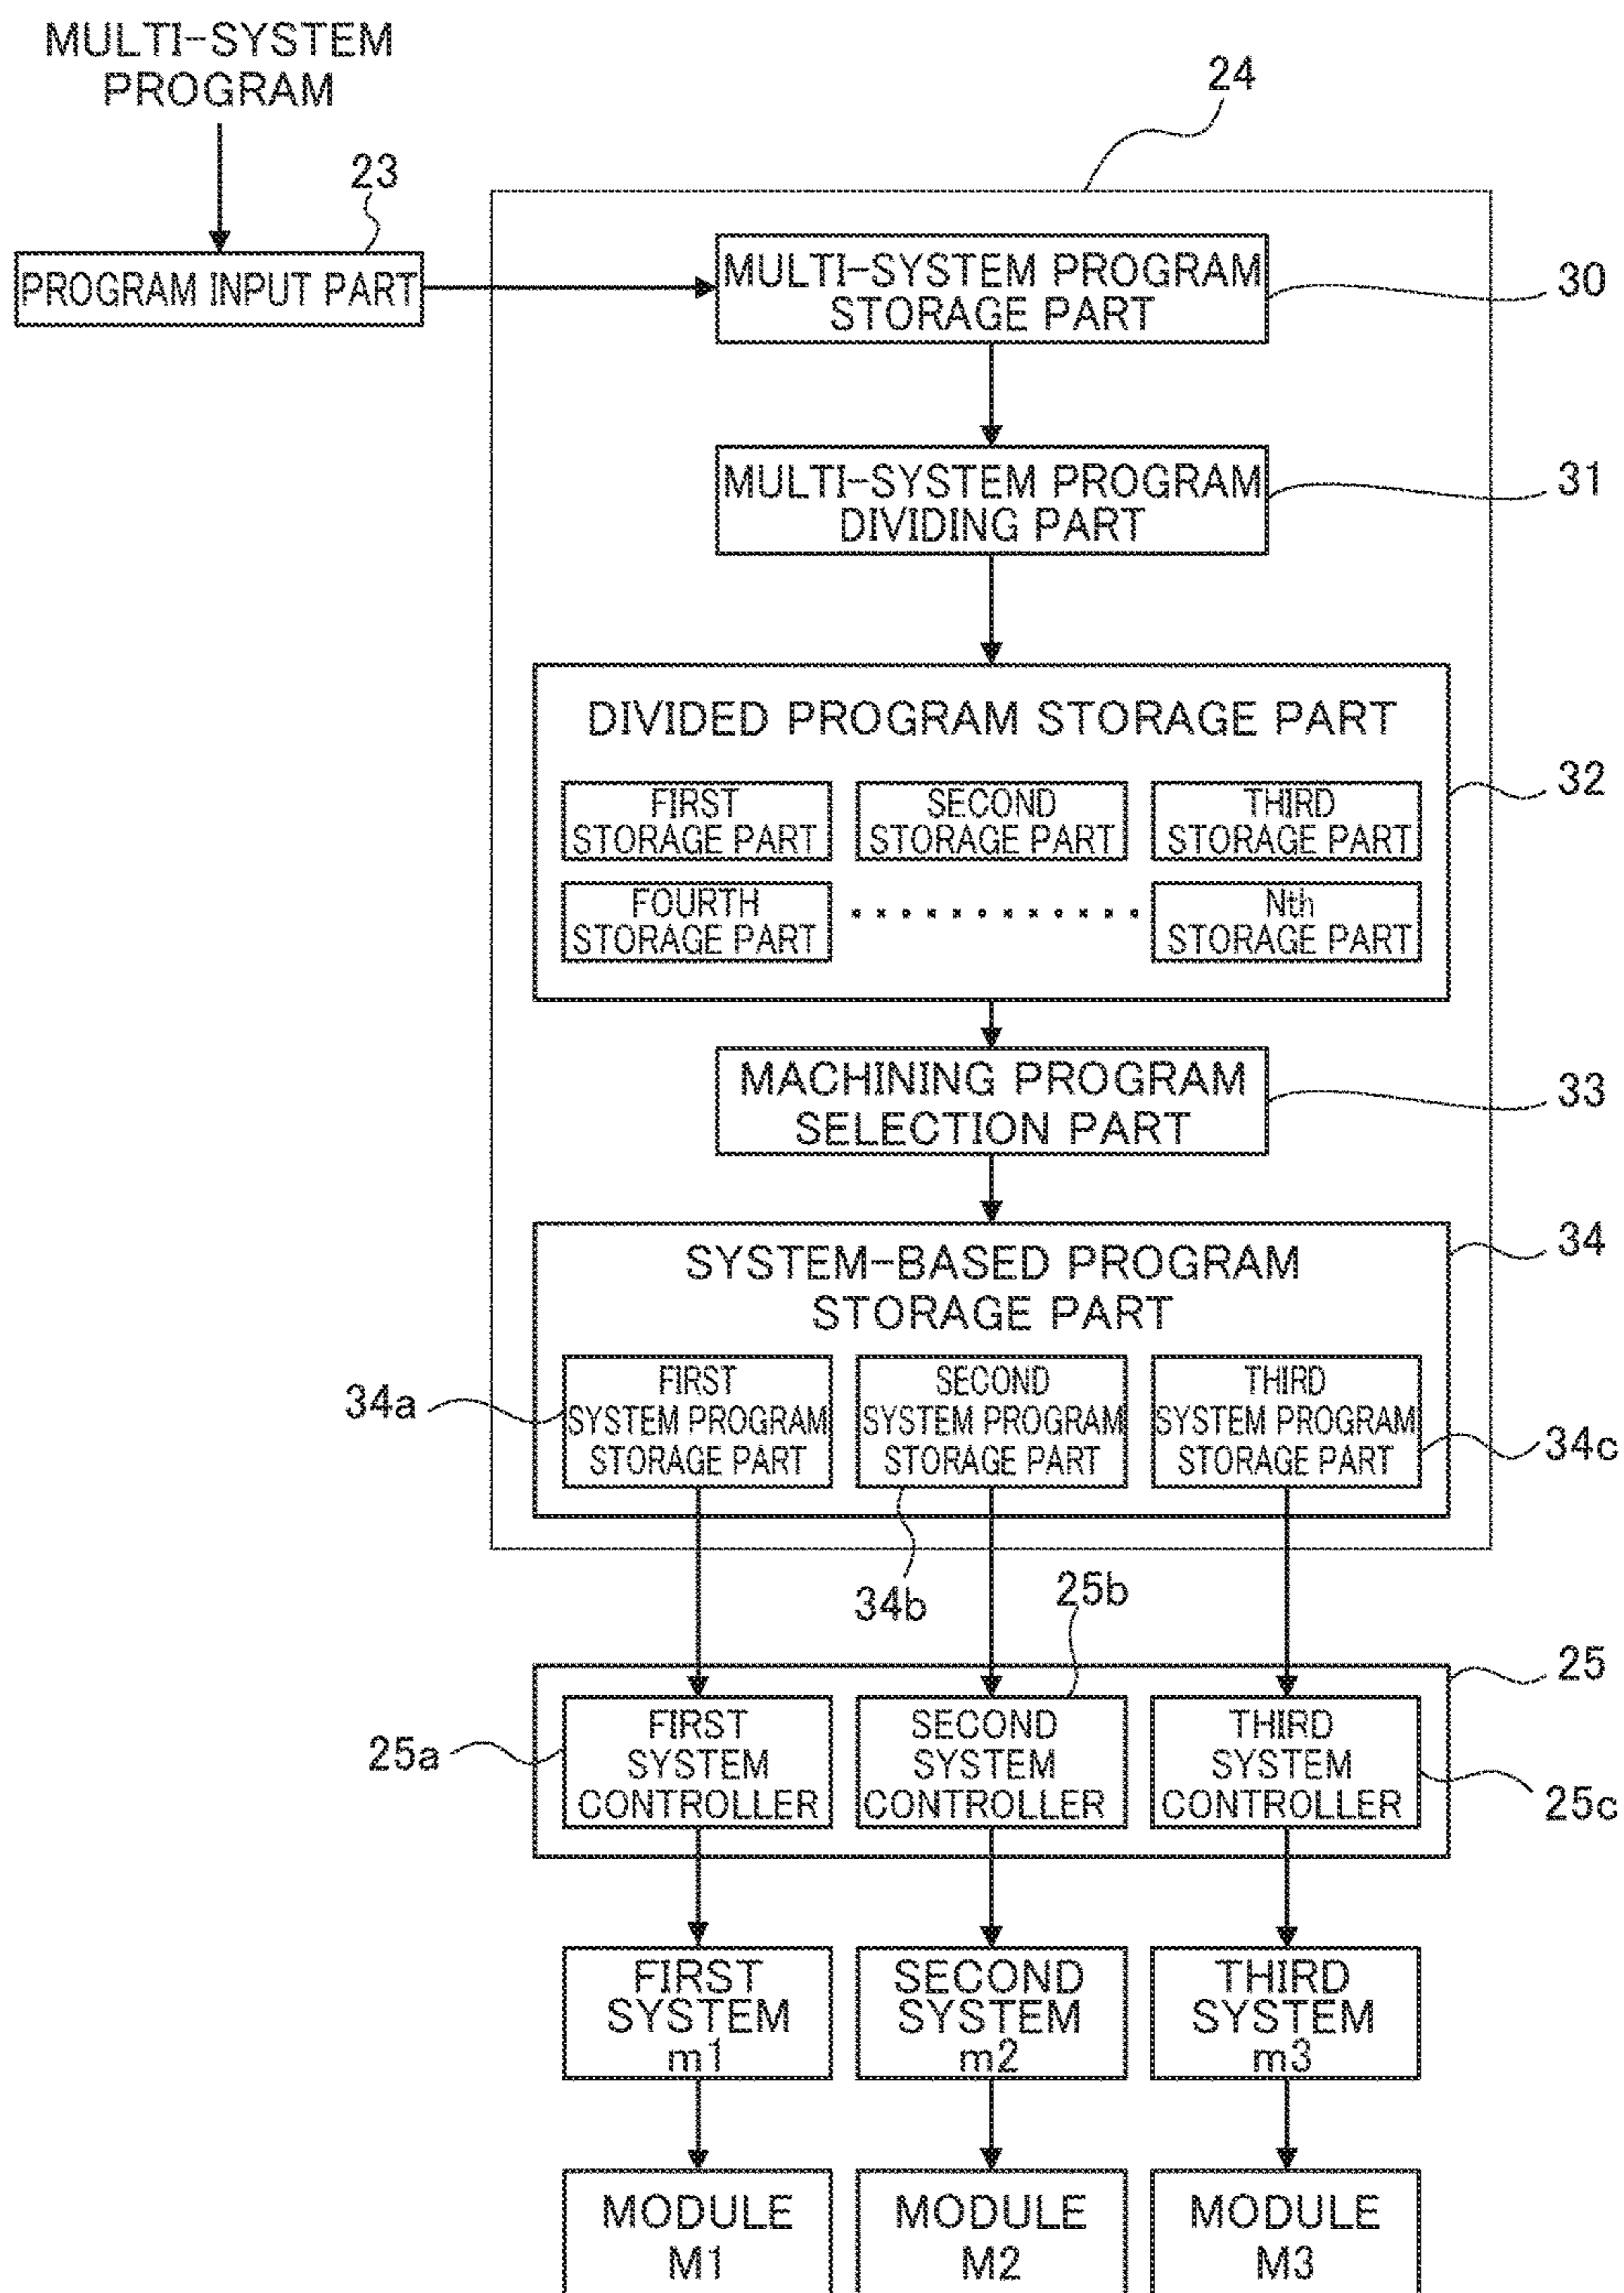 MULTI-SYSTEM
PROGRAM
24
23
PROGRAM INPUT PART
MULTI-SYSTEM PROGRAM
STORAGE PART
30
MULTI-SYSTEM PROGRAM
DIVIDING PART
31
DIVIDED PROGRAM STORAGE PART
32
FIRST
STORAGE PART
SECOND
STORAGE PART
THIRD
STORAGE PART
FOURTH
STORAGE PART
Nth
STORAGE PART
MACHINING PROGRAM
SELECTION PART
33
SYSTEM-BASED PROGRAM
STORAGE PART
34
34a
FIRST
SYSTEM PROGRAM
STORAGE PART
SECOND
SYSTEM PROGRAM
STORAGE PART
THIRD
SYSTEM PROGRAM
STORAGE PART
34c
34b
25b
25
25a
FIRST
SYSTEM
CONTROLLER
SECOND
SYSTEM
CONTROLLER
THIRD
SYSTEM
CONTROLLER
25c
FIRST
SYSTEM
m1
SECOND
SYSTEM
m2
THIRD
SYSTEM
m3
MODULE
M1
MODULE
M2
MODULE
M3